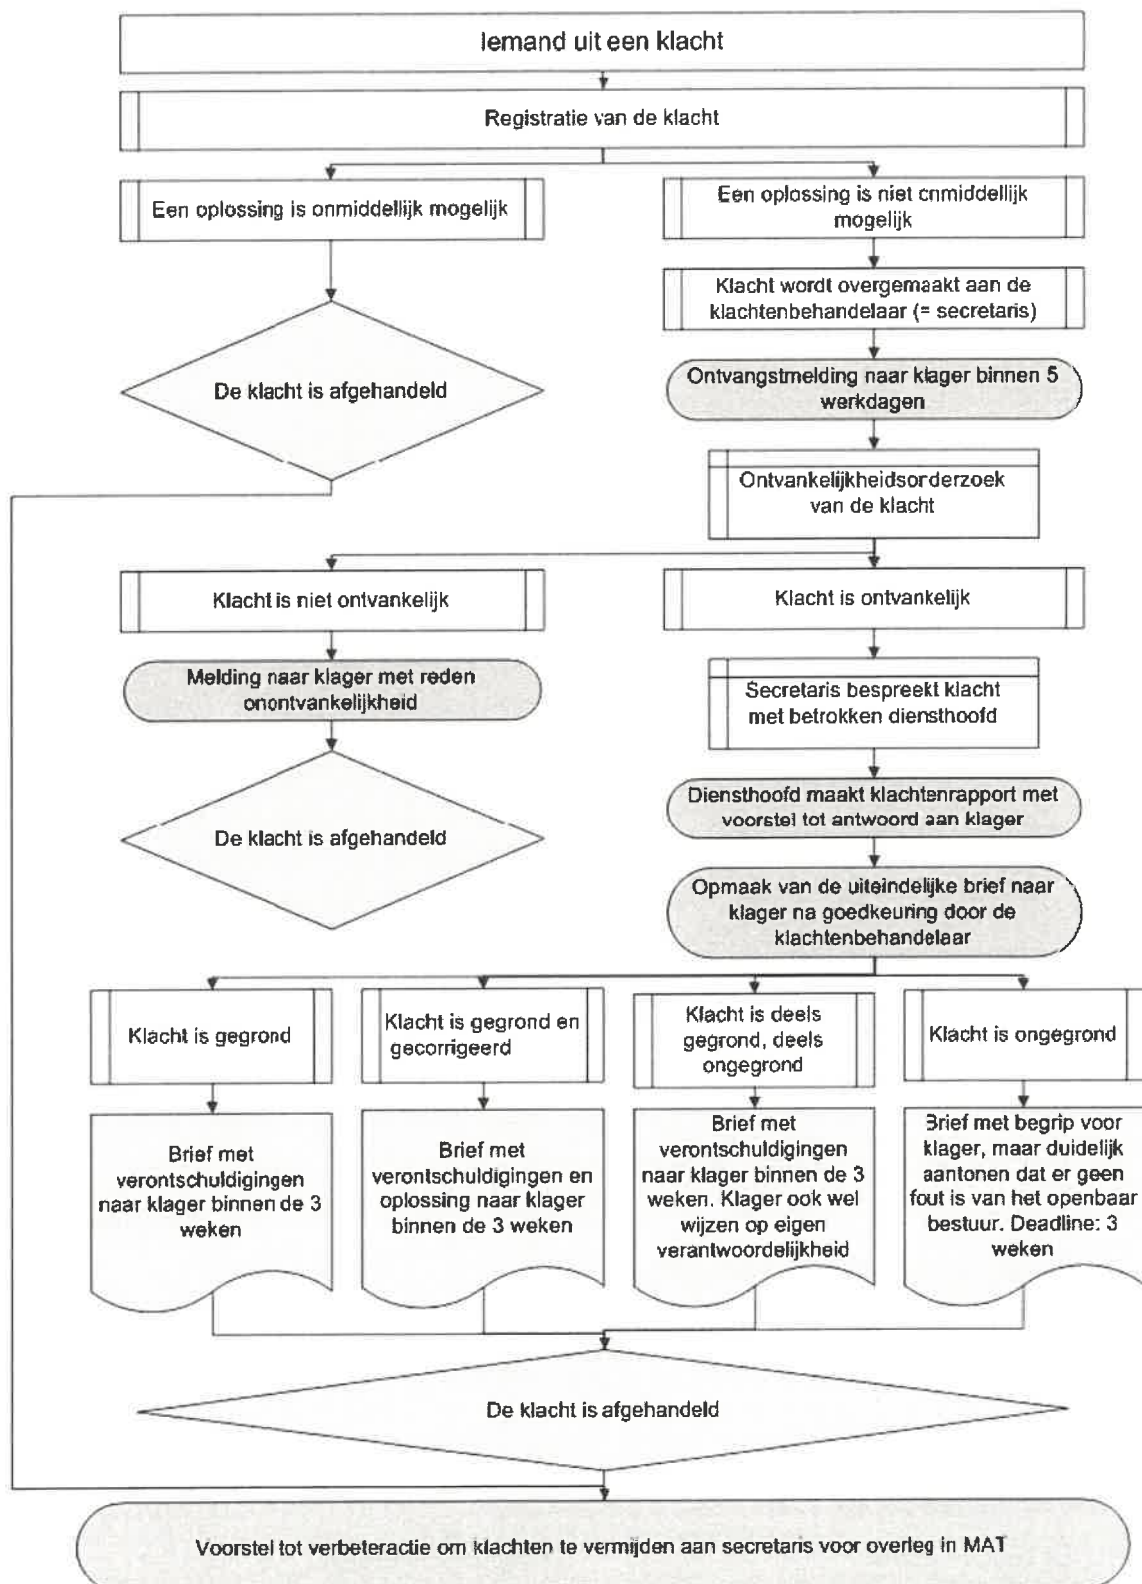 Iemand uit een klacht
Registratie van de klacht
Een oplossing is onmiddellijk mogelijk
Een oplossing is niet onmiddellijk
mogelijk
Klacht wordt overgemaakt aan de
klachtenbehandelaar (= secretaris)
De klacht is afgehandeld
Ontvangstmelding naar klager binnen 5
werkdagen
Ontvankelijkheidsorderzoek
van de klacht
Klacht is niet ontvankelijk
Klacht is ontvankelijk
Melding naar klager met reden
onontvankelijkheid
Secretaris bespreekt klacht
met betrokken diensthoofd
De klacht is afgehandeld
Diensthoofd maakt klachtenrapport met
voorstel tot antwoord aan klager
Opmaak van de uiteindelijke brief naar
klager na goedkeuring door de
klachtenbehandelaar
Klacht is gegrond
Klacht is gegrond en
gecorrigeerd
Klacht is deels
gegrond, deels
ongegrond
Klacht is ongegrond
Brief met
verontschuldigingen
naar klager binnen de 3
weken
Brief met
verontschuldigingen en
oplossing naar klager
binnen de 3 weken
Brief met
verontschuldigingen
naar klager binnen de 3
weken. Klager ook wel
wijzen op eigen
verantwoordelijkheid
Brief met begrip voor
klager, maar duidelijk
aantonen dat er geen
fout is van het openbaar
bestuur. Deadline: 3
weken
De klacht is afgehandeld
Voorstel tot verbeteractie om klachten te vermijden aan secretaris voor overleg in MAT